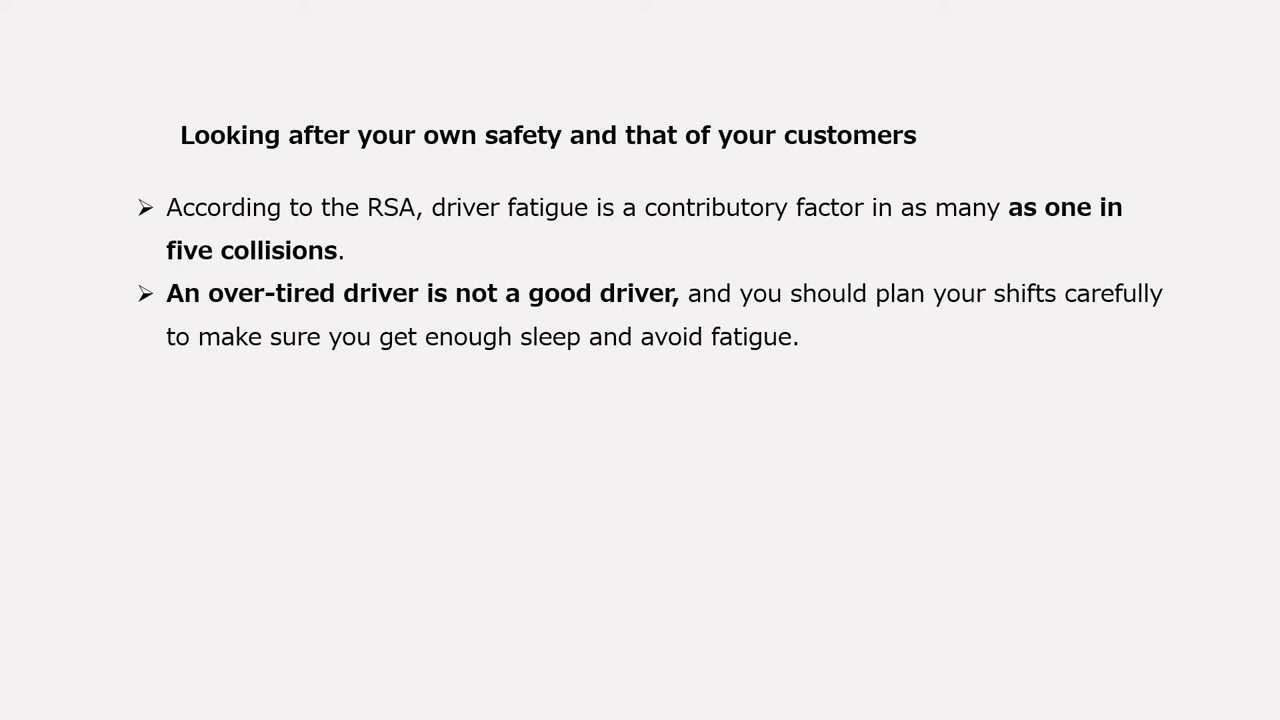 Looking after your own safety and that of your customers
➢ According to the RSA, driver fatigue is a contributory factor in as many as one in
five collisions.
➢ An over-tired driver is not a good driver, and you should plan your shifts carefully
to make sure you get enough sleep and avoid fatigue.